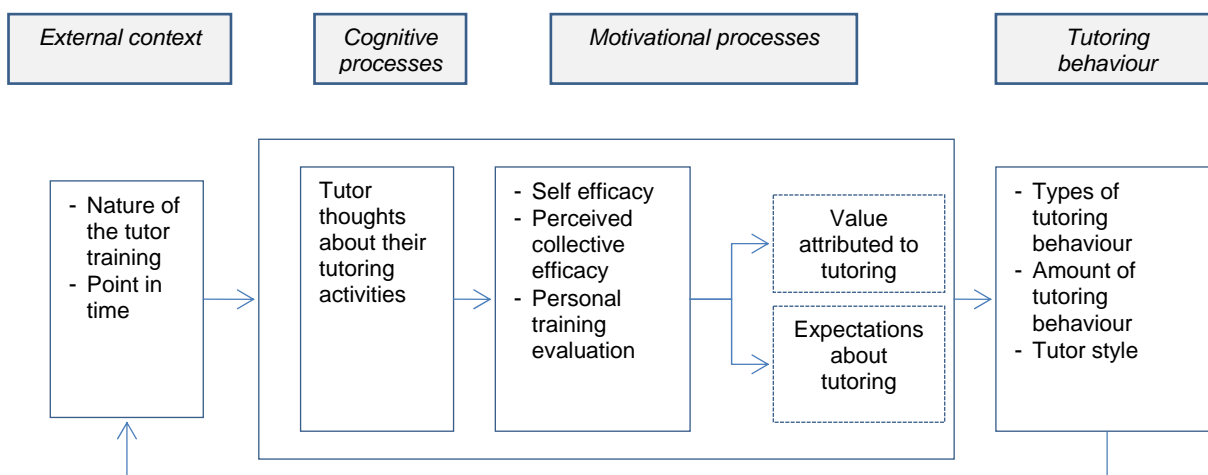 External context
Cognitive
processes
Motivational processes
Tutoring
behaviour
- Nature of
the tutor
training
- Point in
time
Tutor
thoughts
about their
tutoring
activities
- Self efficacy
- Perceived
collective
efficacy
- Personal
training
evaluation
Value
attributed to
tutoring
Expectations
about
tutoring
- Types of
tutoring
behaviour
- Amount of
tutoring
behaviour
- Tutor style